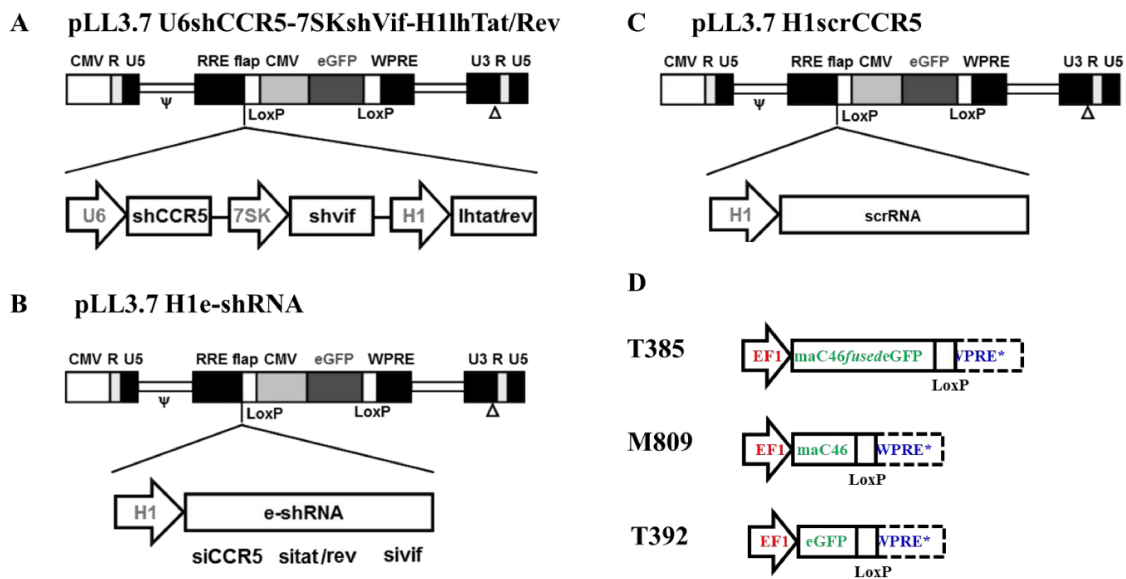 A pLL3.7 U6shCCR5-7SKshVif-H1lhTat/Rev
CMV R U5 RRE flap CMV eGFP WPRE U3 R U5
Ψ LoxP LoxP Δ
U6 shCCR5 7SK shvif H1 lhtat/rev
B pLL3.7 H1e-shRNA
CMV R U5 RRE flap CMV eGFP WPRE U3 R U5
Ψ LoxP LoxP Δ
H1 e-shRNA
siCCR5 sitat/rev sivif
C pLL3.7 H1scrCCR5
CMV R U5 RRE flap CMV eGFP WPRE U3 R U5
Ψ LoxP LoxP Δ
H1 scrRNA
D
T385 EF1 maC46fusedeGFP WPRE*
LoxP
M809 EF1 maC46 WPRE*
LoxP
T392 EF1 eGFP WPRE*
LoxP